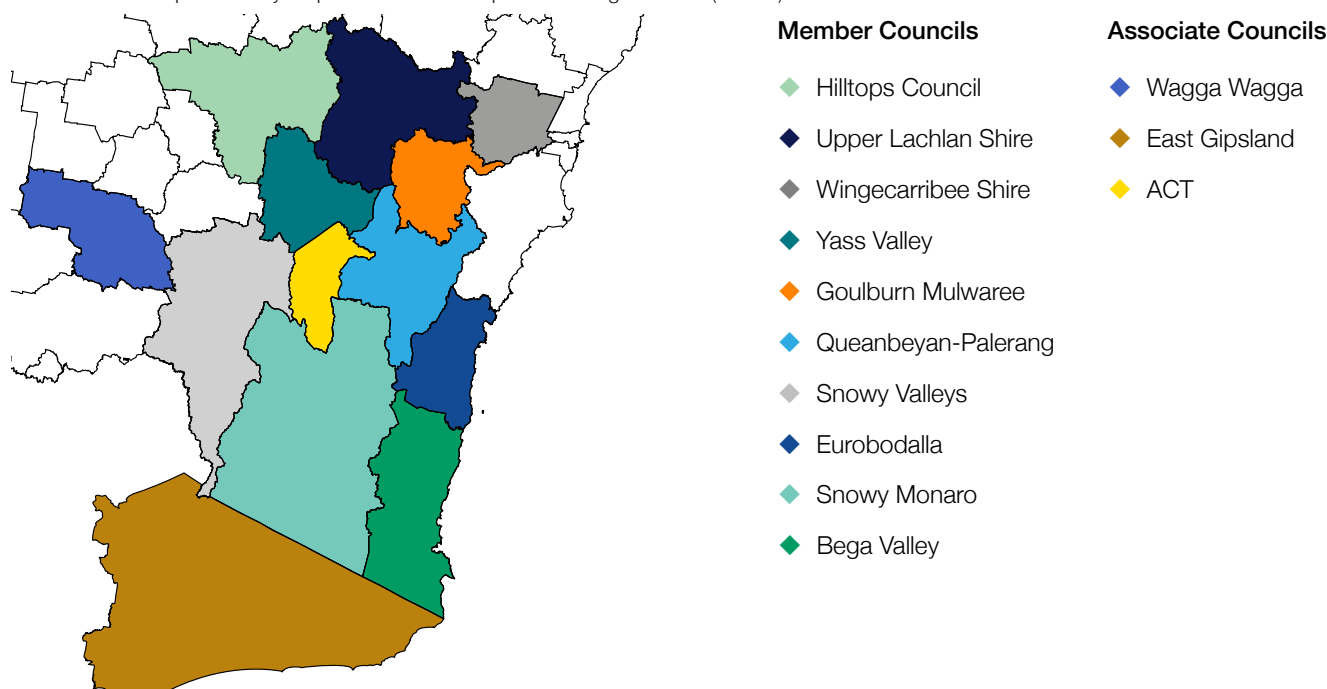 Member Councils
Hilltops Council
Upper Lachlan Shire
Wingecarribee Shire
Yass Valley
Goulburn Mulwaree
Queanbeyan-Palerang
Snowy Valleys
Eurobodalla
Snowy Monaro
Bega Valley
Associate Councils
Wagga Wagga
East Gipsland
ACT